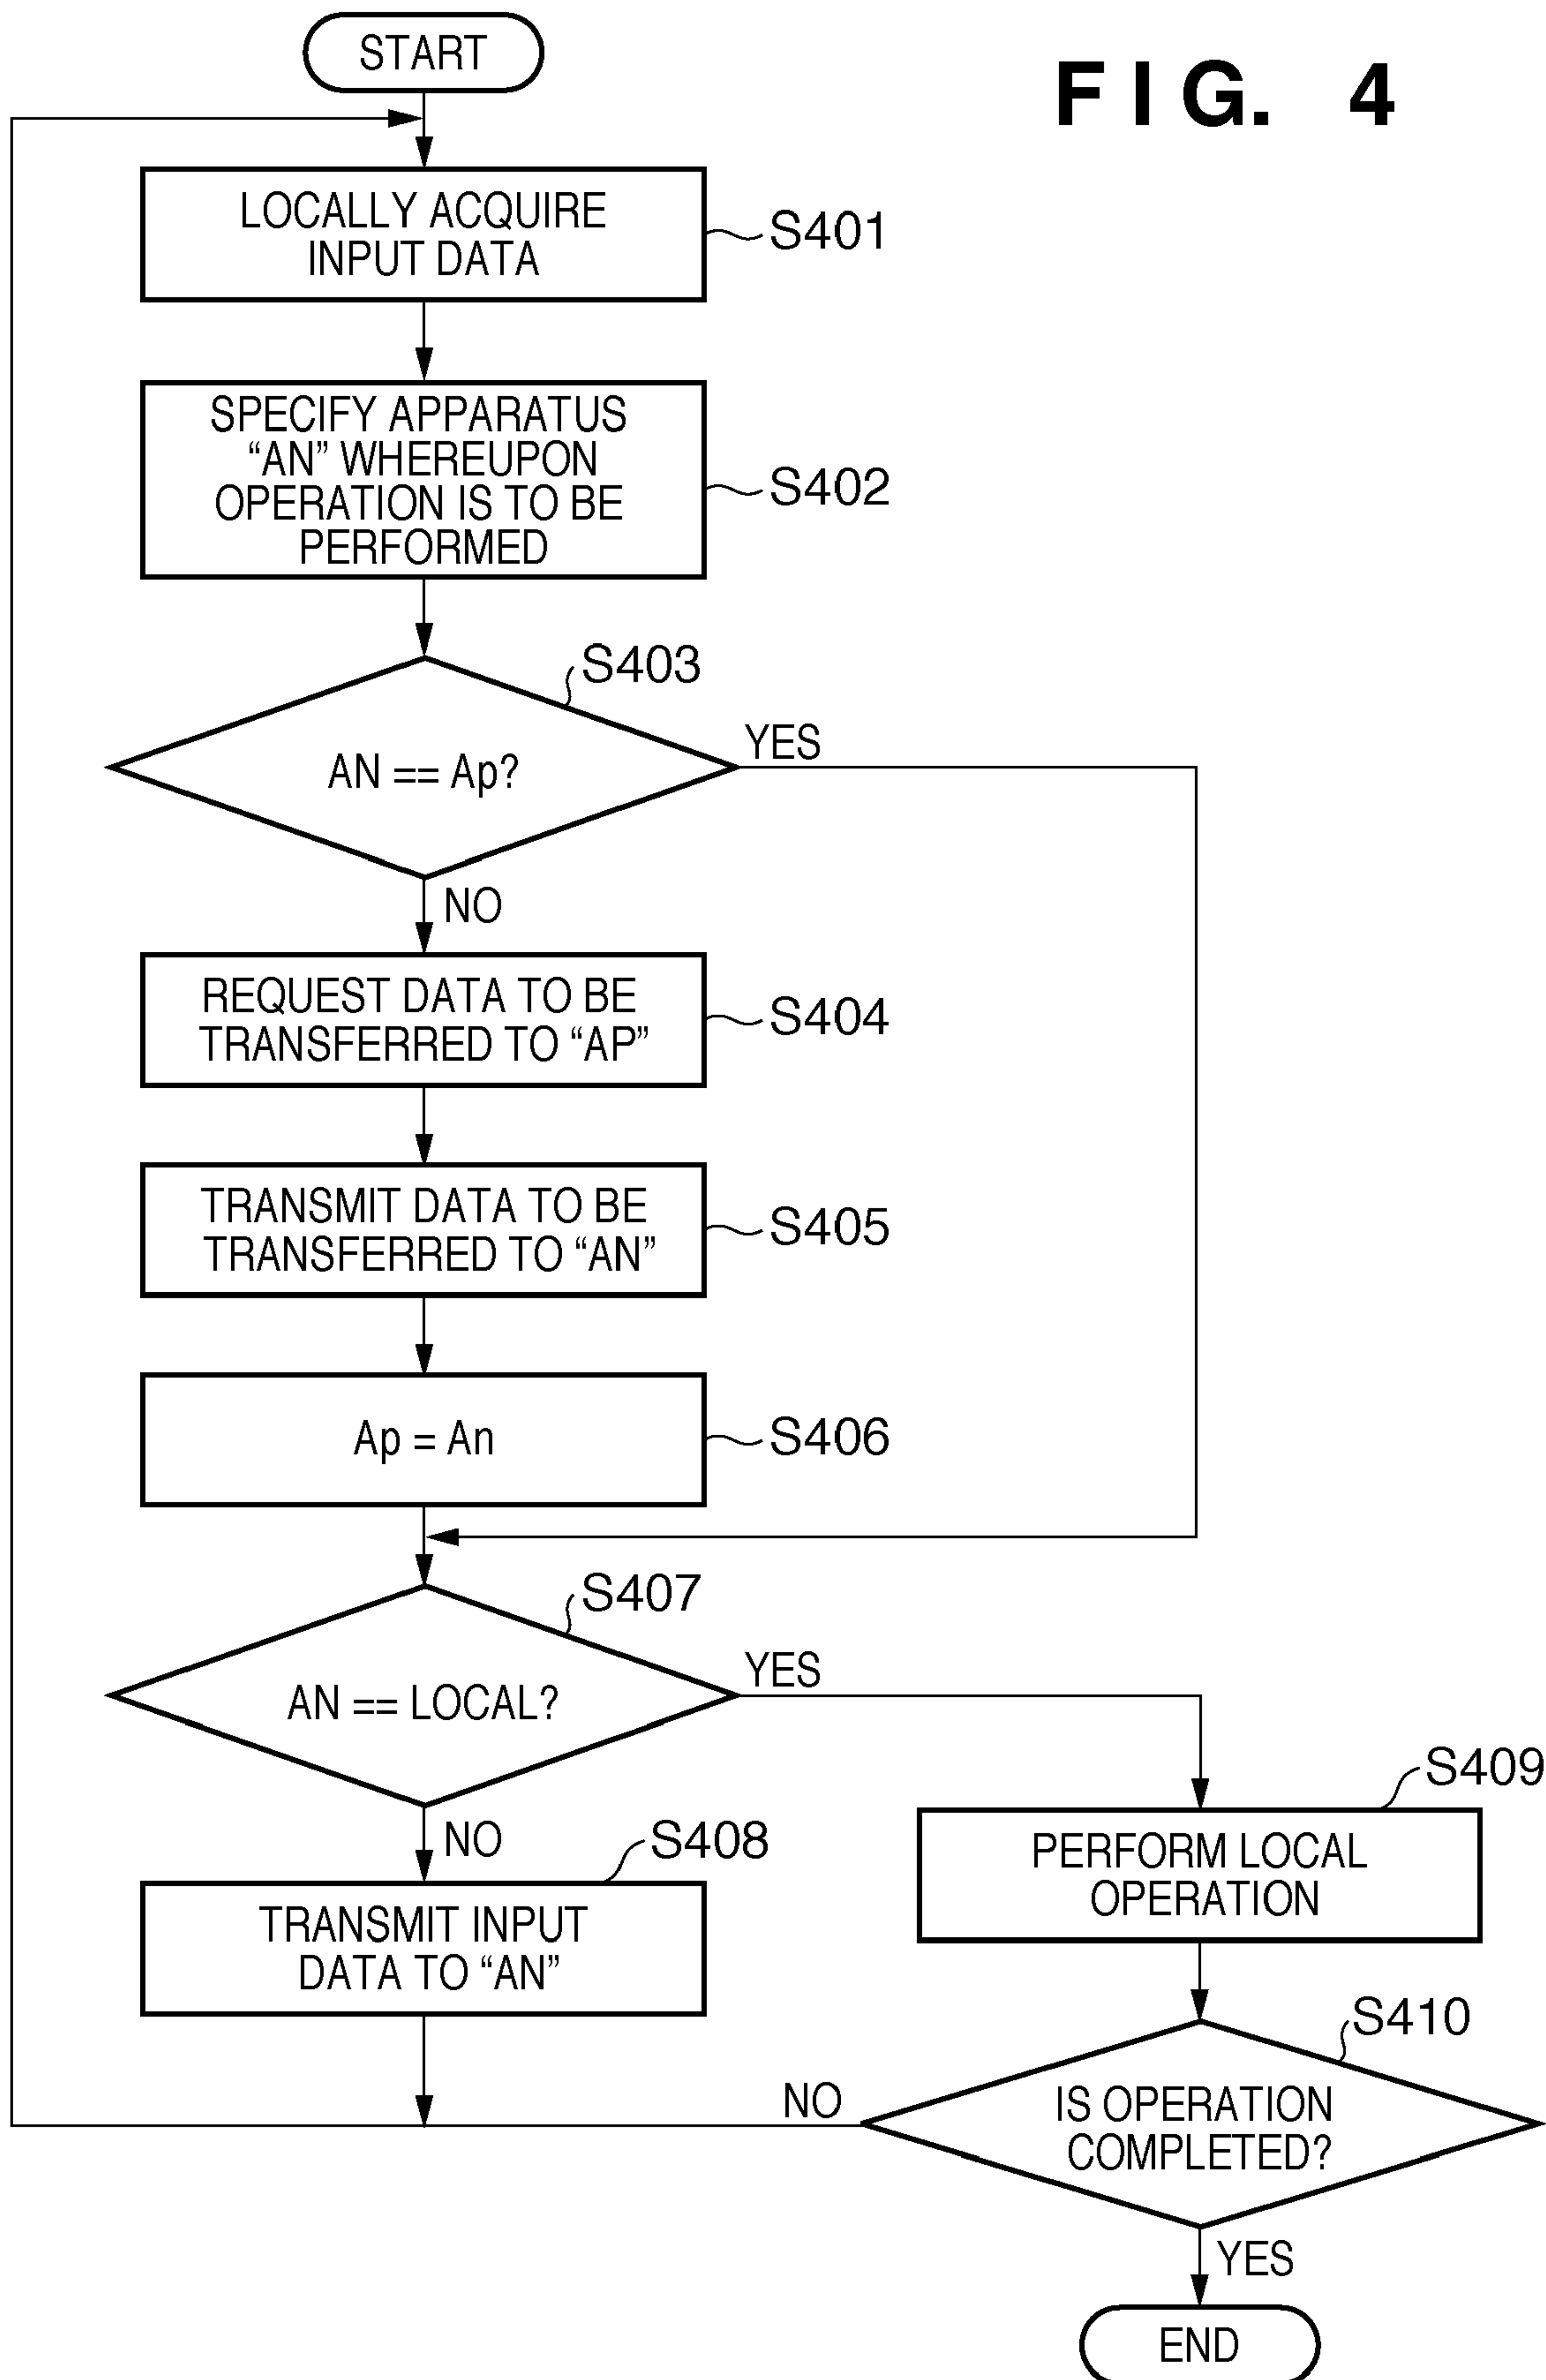 START
FIG. 4
LOCALLY ACQUIRE
INPUT DATA
S401
SPECIFY APPARATUS
“AN” WHEREUPON
OPERATION IS TO BE
PERFORMED
S402
S403
AN == Ap?
YES
NO
REQUEST DATA TO BE
TRANSFERRED TO “AP”
S404
TRANSMIT DATA TO BE
TRANSFERRED TO “AN”
S405
Ap = An
S406
S407
AN == LOCAL?
YES
NO
S408
TRANSMIT INPUT
DATA TO “AN”
S409
PERFORM LOCAL
OPERATION
S410
IS OPERATION
COMPLETED?
NO
YES
END